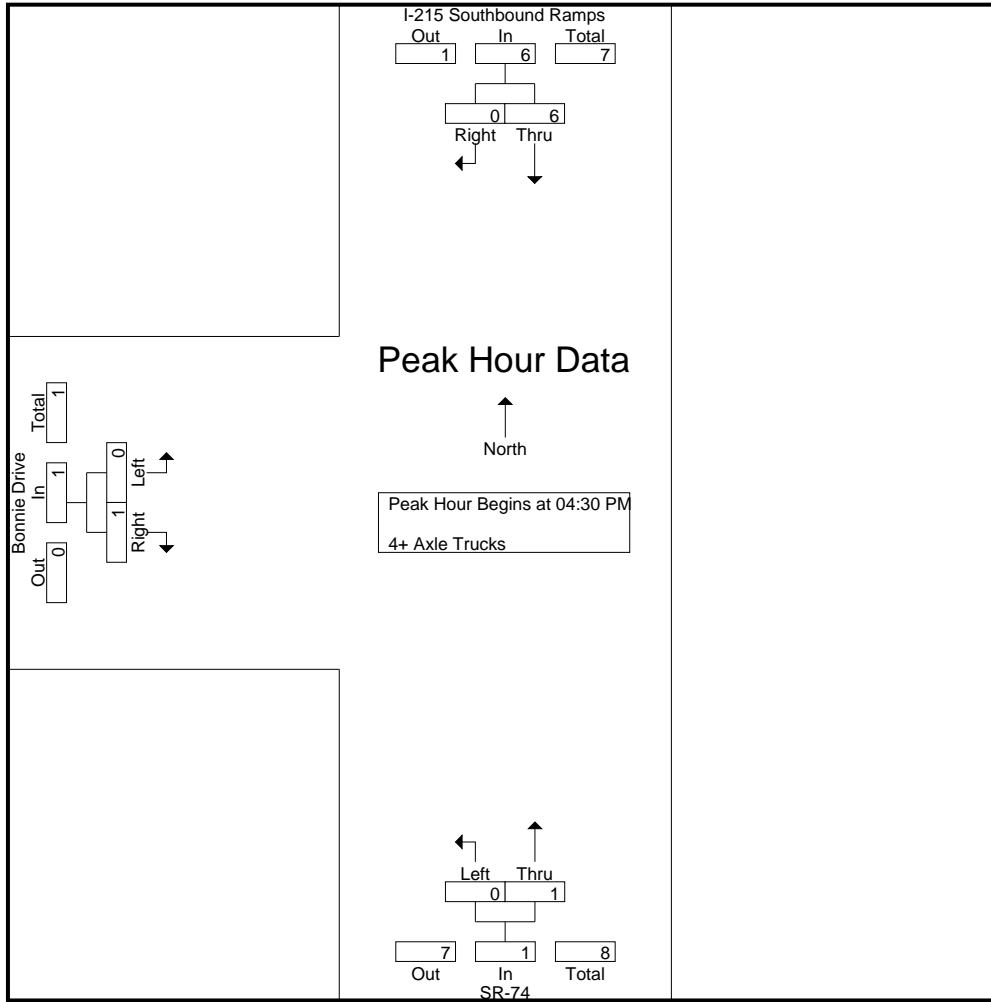 I-215 Southbound Ramps
Out In Total
1 6 7
0 6
Right Thru
Peak Hour Data
North
Peak Hour Begins at 04:30 PM
4+ Axle Trucks
Bonnie Drive
Out In Total
0 1 1
Right Left
1 0
Left Thru
0 1
7 1 8
Out In Total
SR-74